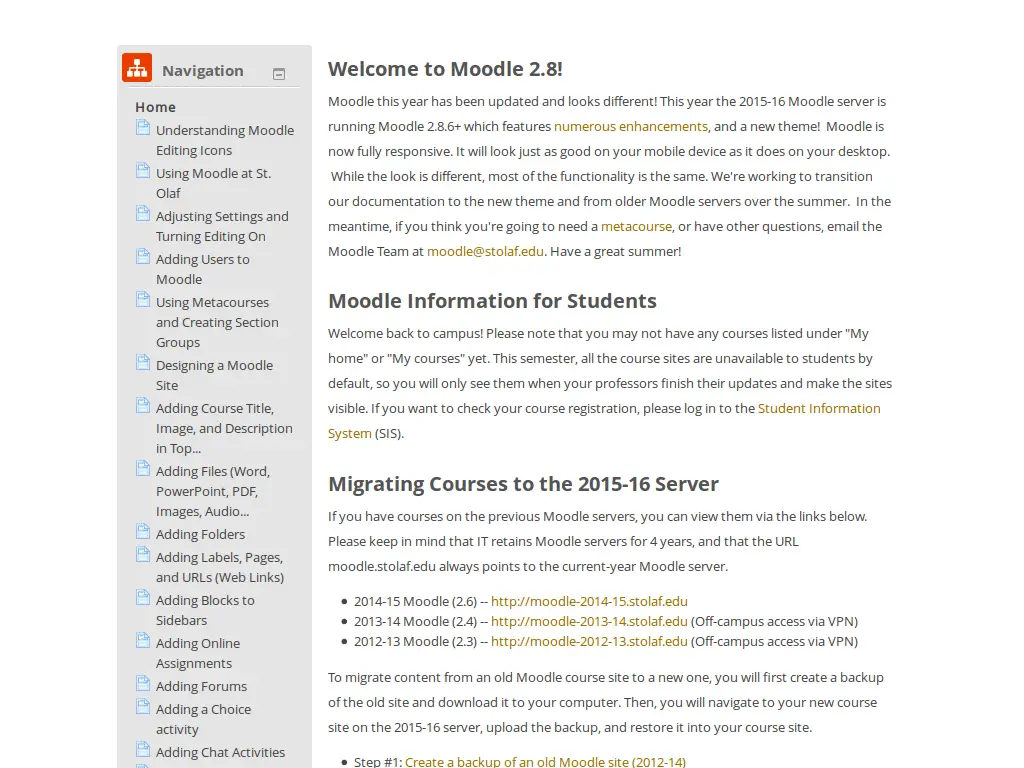 Navigation
Home
Understanding Moodle
Editing Icons
Using Moodle at St.
Olaf
Adjusting Settings and
Turning Editing On
Adding Users to
Moodle
Using Metacourses
and Creating Section
Groups
Designing a Moodle
Site
Adding Course Title,
Image, and Description
in Top...
Adding Files (Word,
PowerPoint, PDF,
Images, Audio...
Adding Folders
Adding Labels, Pages,
and URLs (Web Links)
Adding Blocks to
Sidebars
Adding Online
Assignments
Adding Forums
Adding a Choice
activity
Adding Chat Activities
Welcome to Moodle 2.8!
Moodle this year has been updated and looks different! This year the 2015-16 Moodle server is
running Moodle 2.8.6+ which features numerous enhancements, and a new theme! Moodle is
now fully responsive. It will look just as good on your mobile device as it does on your desktop.
While the look is different, most of the functionality is the same. We're working to transition
our documentation to the new theme and from older Moodle servers over the summer. In the
meantime, if you think you're going to need a metacourse, or have other questions, email the
Moodle Team at moodle@stolaf.edu. Have a great summer!
Moodle Information for Students
Welcome back to campus! Please note that you may not have any courses listed under "My
home" or "My courses" yet. This semester, all the course sites are unavailable to students by
default, so you will only see them when your professors finish their updates and make the sites
visible. If you want to check your course registration, please log in to the Student Information
System (SIS).
Migrating Courses to the 2015-16 Server
If you have courses on the previous Moodle servers, you can view them via the links below.
Please keep in mind that IT retains Moodle servers for 4 years, and that the URL
moodle.stolaf.edu always points to the current-year Moodle server.
• 2014-15 Moodle (2.6) -- http://moodle-2014-15.stolaf.edu
• 2013-14 Moodle (2.4) -- http://moodle-2013-14.stolaf.edu (Off-campus access via VPN)
• 2012-13 Moodle (2.3) -- http://moodle-2012-13.stolaf.edu (Off-campus access via VPN)
To migrate content from an old Moodle course site to a new one, you will first create a backup
of the old site and download it to your computer. Then, you will navigate to your new course
site on the 2015-16 server, upload the backup, and restore it into your course site.
• Step #1: Create a backup of an old Moodle site (2012-14)